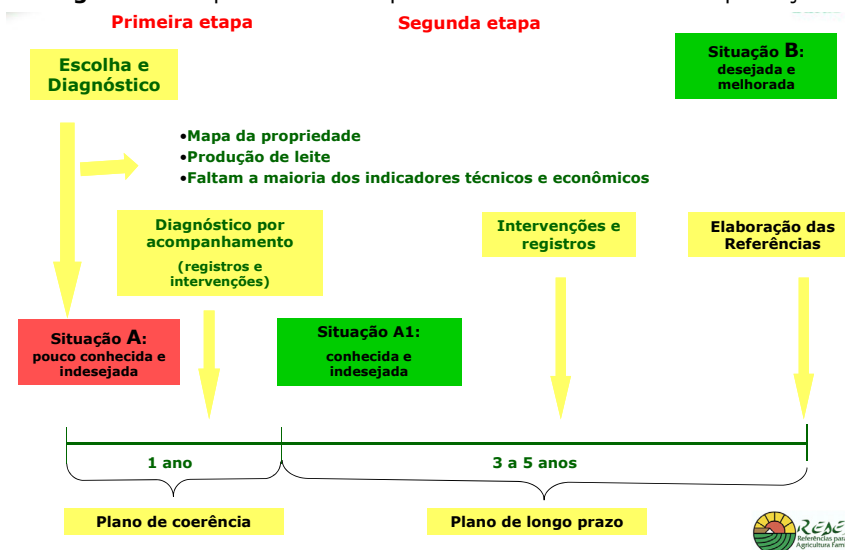 Primeira etapa
Segunda etapa
Escolha e
Diagnóstico
Situação B:
desejada e
melhorada
•Mapa da propriedade
•Produção de leite
•Faltam a maioria dos indicadores técnicos e econômicos
Diagnóstico por
acompanhamento
(registros e
intervenções)
Intervenções e
registros
Elaboração das
Referências
Situação A:
pouco conhecida e
indesejada
Situação A1:
conhecida e
indesejada
1 ano
3 a 5 anos
Plano de coerência
Plano de longo prazo
Referências para
Agricultura Fam